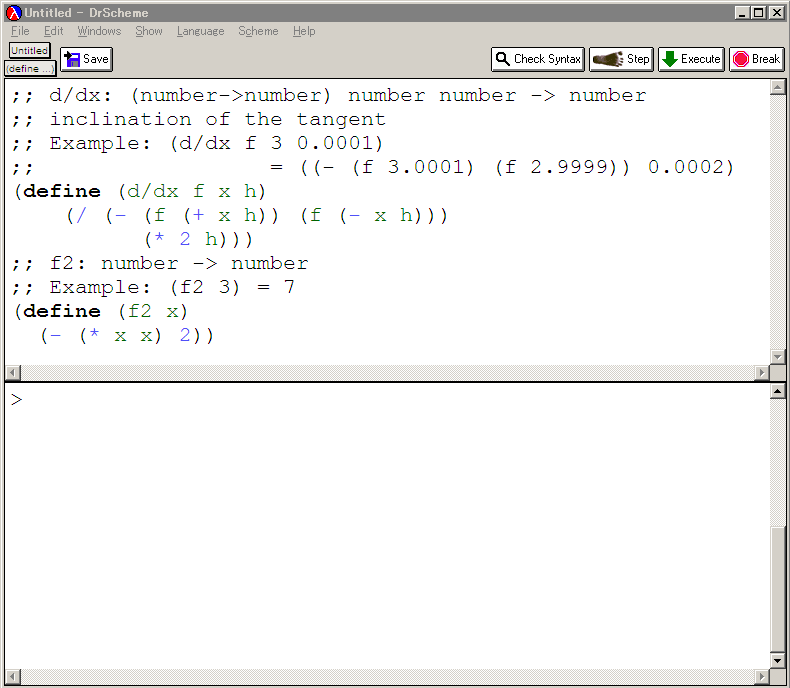 Untitled - DrScheme
File Edit Windows Show Language Scheme Help
Untitled
(define ...) Save Check Syntax Step Execute Break
;; d/dx: (number->number) number number -> number
;; inclination of the tangent
;; Example: (d/dx f 3 0.0001)
;;                  = ((- (f 3.0001) (f 2.9999)) 0.0002)
(define (d/dx f x h)
    (/ (- (f (+ x h)) (f (- x h)))
          (* 2 h)))
;; f2: number -> number
;; Example: (f2 3) = 7
(define (f2 x)
  (- (* x x) 2))
>